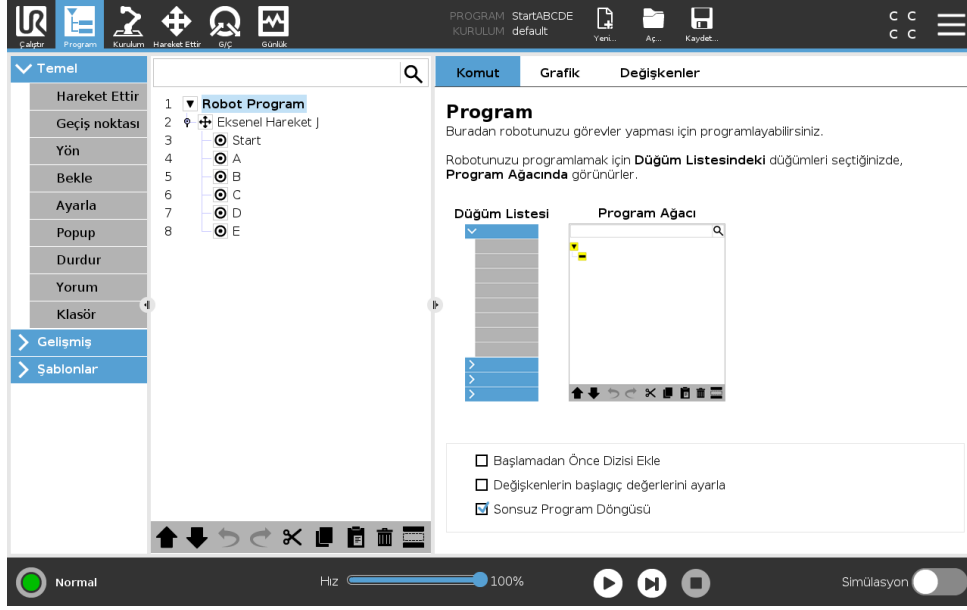 UR
PROGRAM StartABCDE
KURULUM default
C C
C C
Çalıştır Program Kurulum Hareket Ettir G/Ç Günlük Yeni... Aç... Kaydet...
Temel
Hareket Ettir
Geçiş noktası
Yön
Bekle
Ayarla
Popup
Durdur
Yorum
Klasör
Gelişmiş
Şablonlar
1 Robot Program
2 Eksenel Hareket J
3 Start
4 A
5 B
6 C
7 D
8 E
Komut Grafik Değişkenler
Program
Buradan robotunuzu görevler yapması için programlayabilirsiniz.
Robotunuzu programlamak için Düğüm Listesindeki düğümleri seçtiğinizde,
Program Ağacında görünürler.
Düğüm Listesi Program Ağacı
Başlamadan Önce Dizisi Ekle
Değişkenlerin başlagıç değerlerini ayarla
Sonsuz Program Döngüsü
Normal Hız 100% Simülasyon